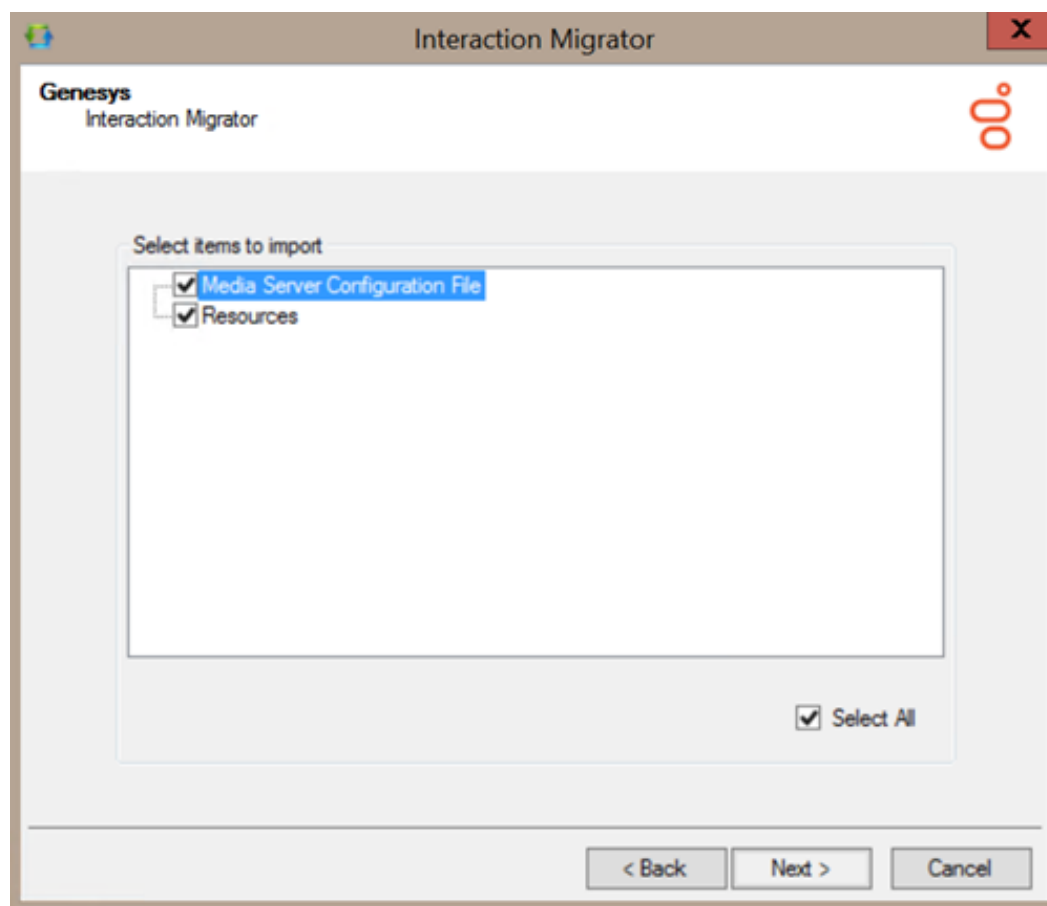 Interaction Migrator
X
Genesys
Interaction Migrator
Select items to import
Media Server Configuration File
Resources
Select All
< Back
Next >
Cancel